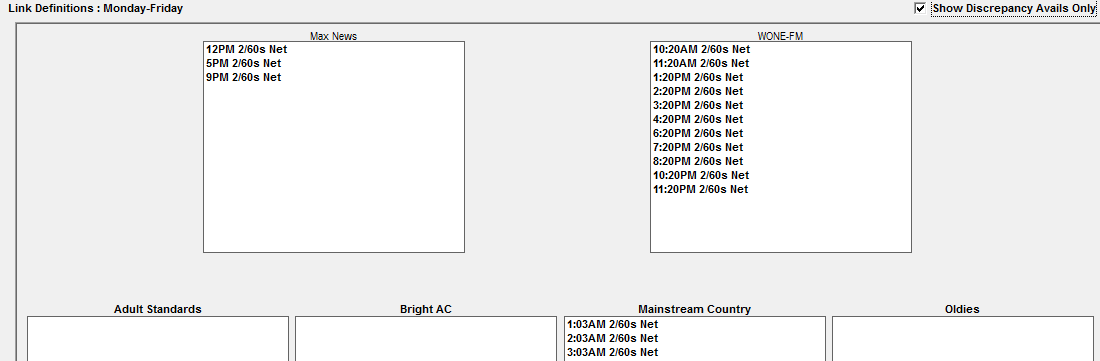 Link Definitions : Monday-Friday
Show Discrepancy Avails Only
Max News
12PM 2/60s Net
5PM 2/60s Net
9PM 2/60s Net
WONE-FM
10:20AM 2/60s Net
11:20AM 2/60s Net
1:20PM 2/60s Net
2:20PM 2/60s Net
3:20PM 2/60s Net
4:20PM 2/60s Net
6:20PM 2/60s Net
7:20PM 2/60s Net
8:20PM 2/60s Net
10:20PM 2/60s Net
11:20PM 2/60s Net
Adult Standards
Bright AC
Mainstream Country
1:03AM 2/60s Net
2:03AM 2/60s Net
3:03AM 2/60s Net
Oldies